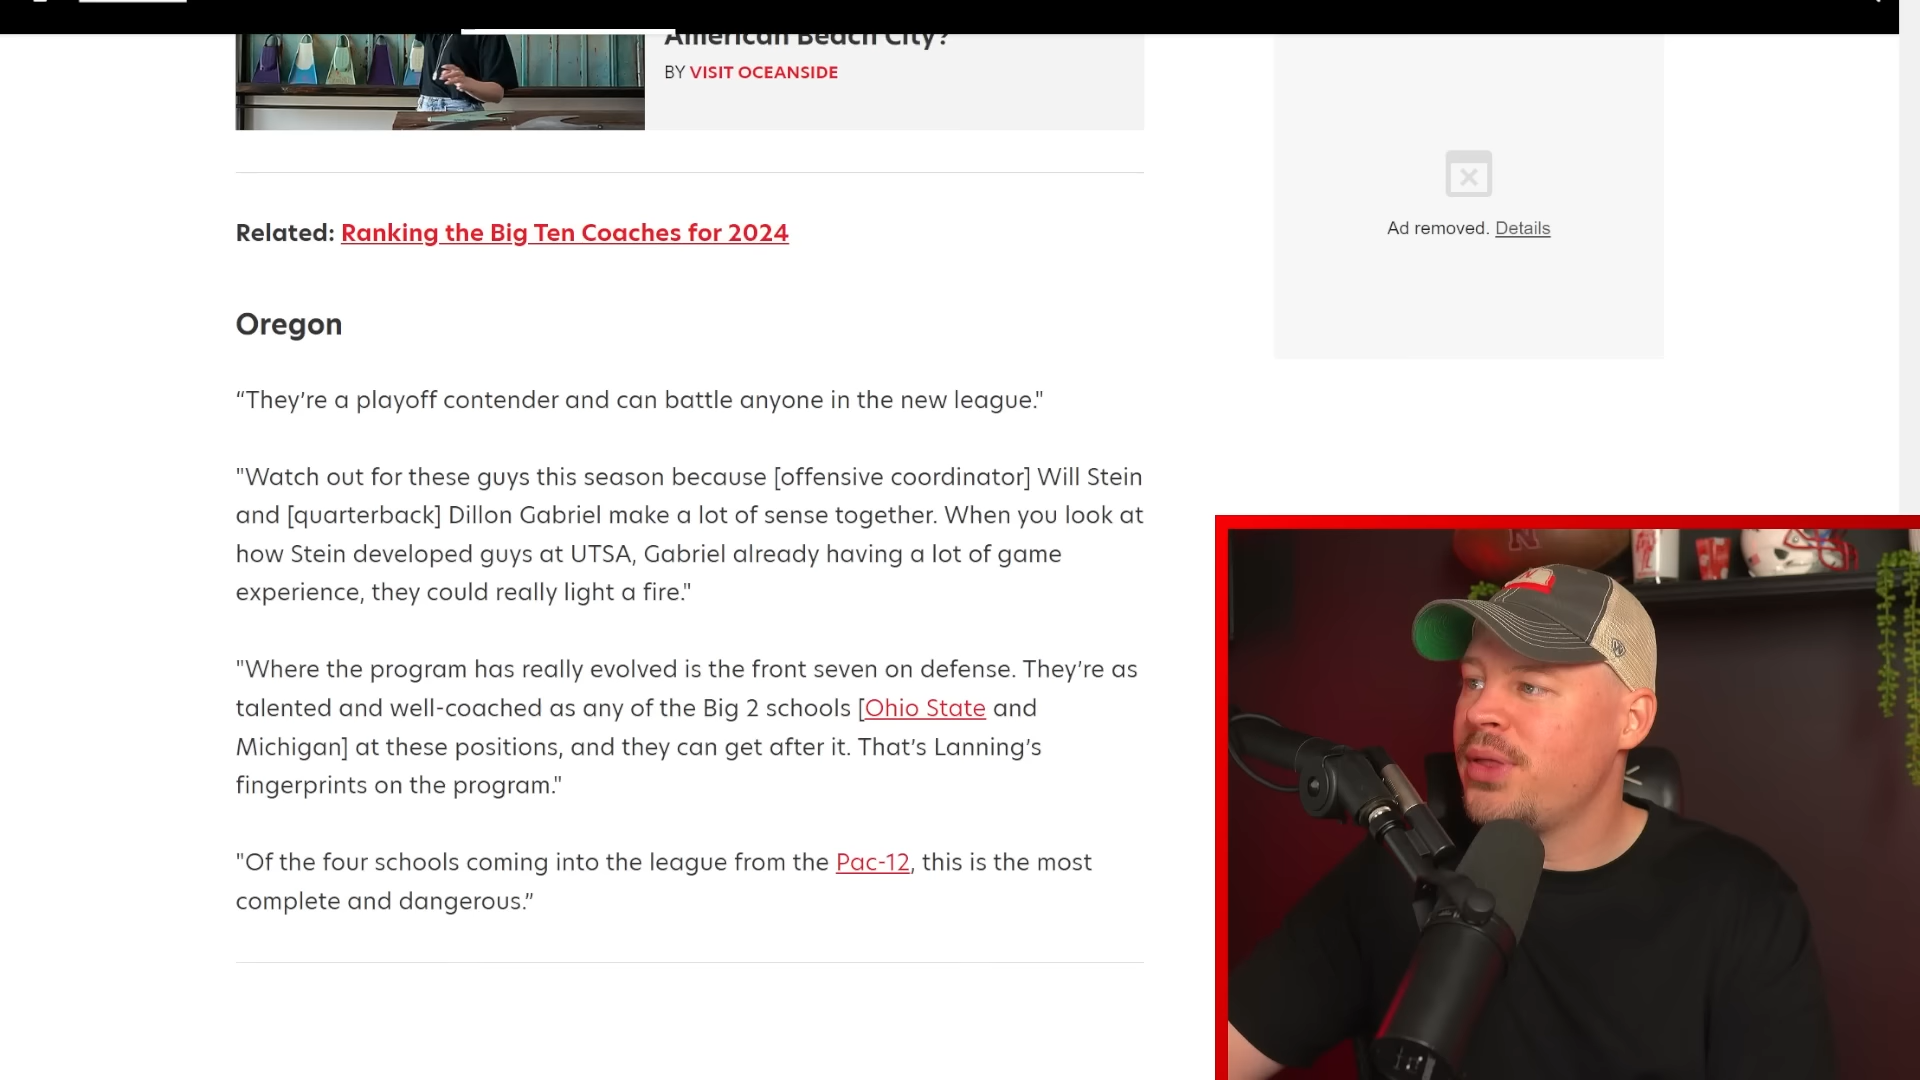 American Beach City?
BY VISIT OCEANSIDE
Ad removed. Details
Related: Ranking the Big Ten Coaches for 2024
Oregon
“They’re a playoff contender and can battle anyone in the new league."
"Watch out for these guys this season because [offensive coordinator] Will Stein
and [quarterback] Dillon Gabriel make a lot of sense together. When you look at
how Stein developed guys at UTSA, Gabriel already having a lot of game
experience, they could really light a fire."
"Where the program has really evolved is the front seven on defense. They’re as
talented and well-coached as any of the Big 2 schools [Ohio State and
Michigan] at these positions, and they can get after it. That’s Lanning’s
fingerprints on the program."
"Of the four schools coming into the league from the Pac-12, this is the most
complete and dangerous.”
N
N